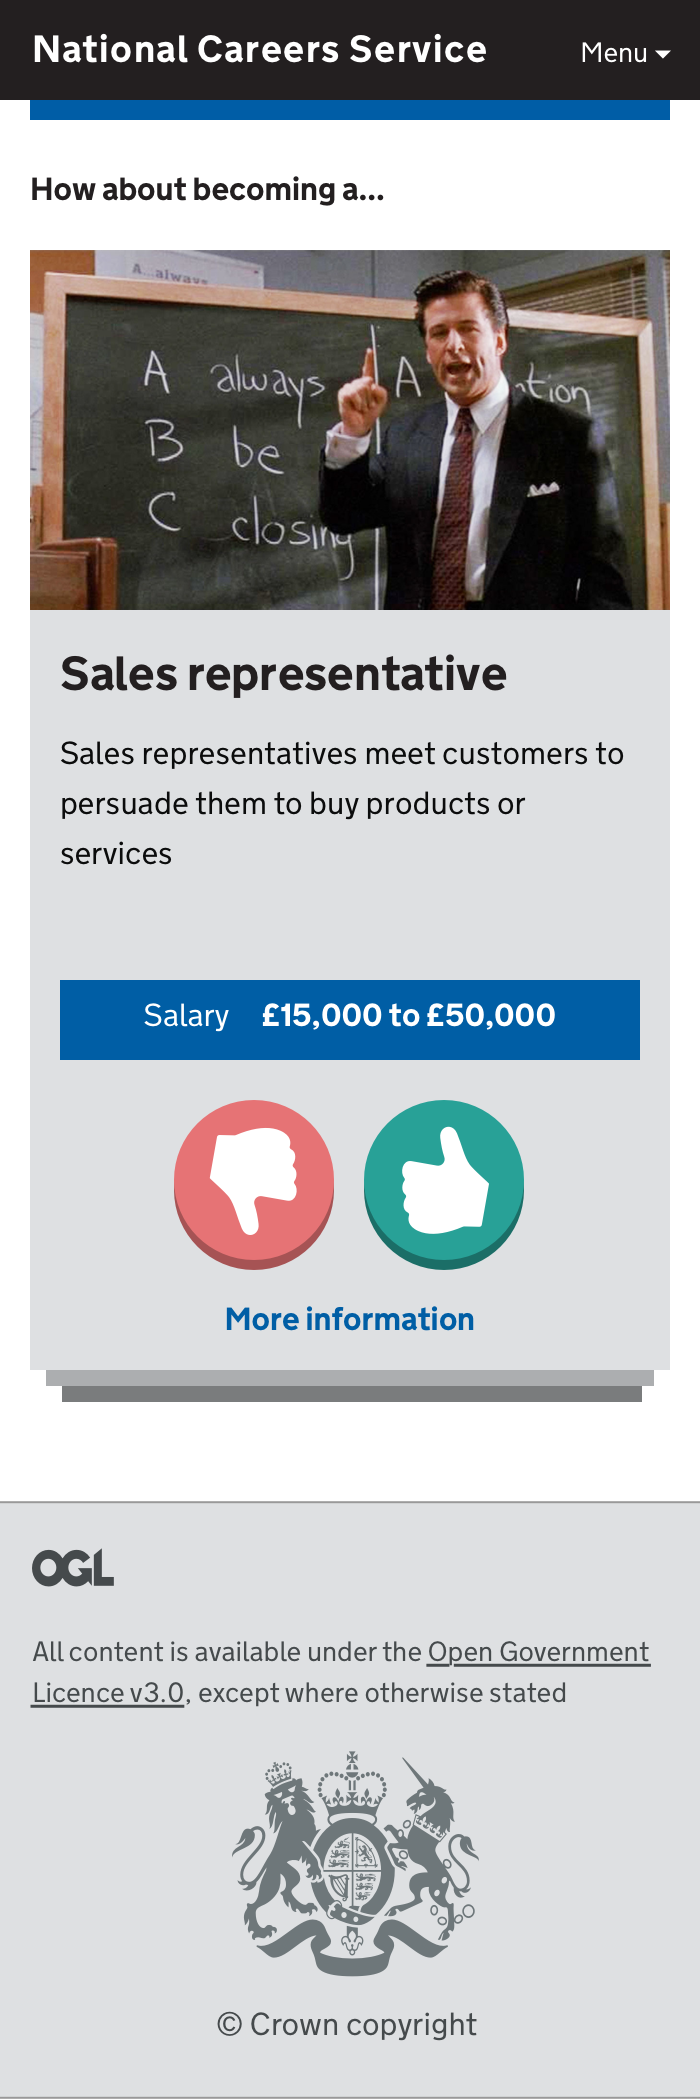 National Careers Service
Menu
How about becoming a...
A...always
A always
B be
C closing
A
Sales representative
Sales representatives meet customers to
persuade them to buy products or
services
Salary £15,000 to £50,000
More information
OGL
All content is available under the Open Government
Licence v3.0, except where otherwise stated
© Crown copyright